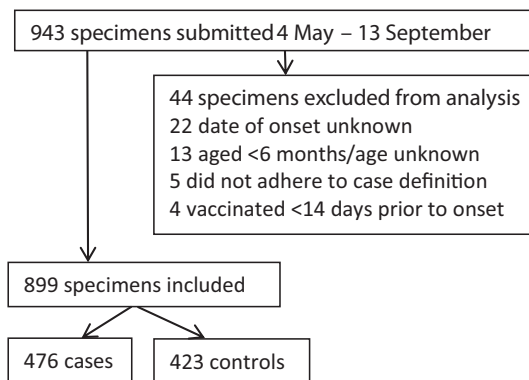 943 specimens submitted 4 May – 13 September
44 specimens excluded from analysis
22 date of onset unknown
13 aged <6 months/age unknown
5 did not adhere to case definition
4 vaccinated <14 days prior to onset
899 specimens included
476 cases
423 controls